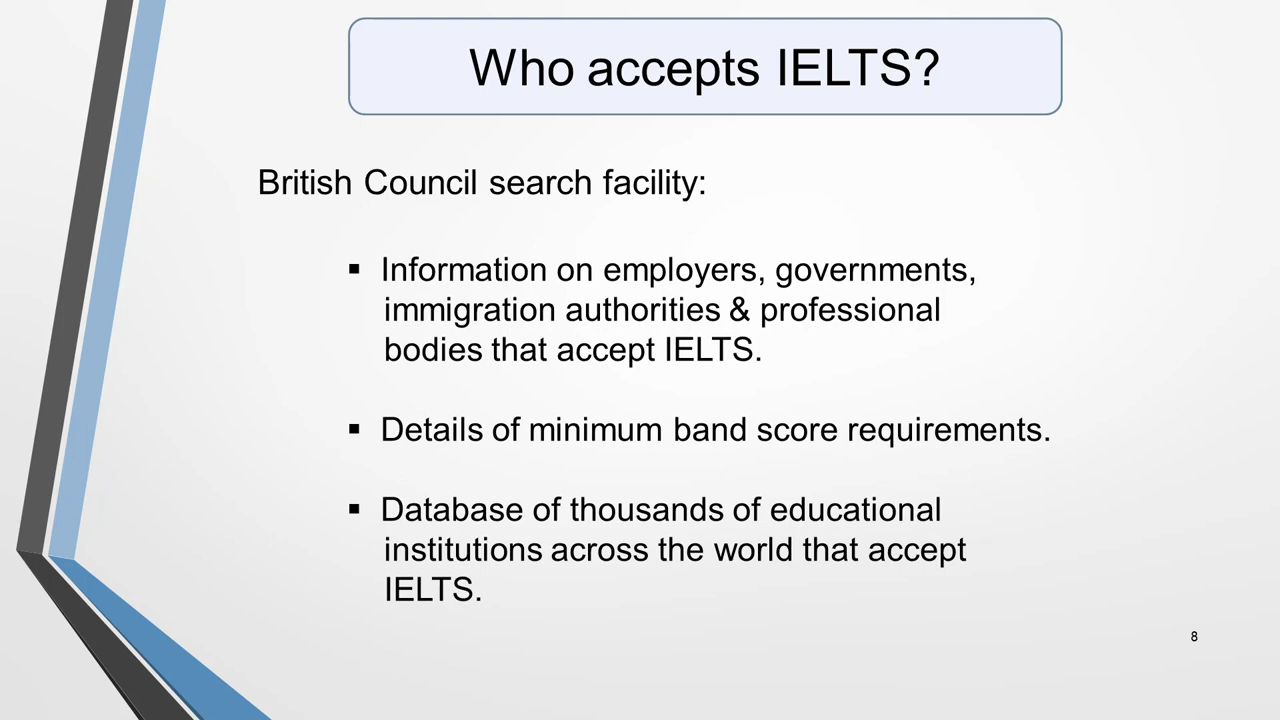 Who accepts IELTS?
British Council search facility:
▪ Information on employers, governments,
immigration authorities & professional
bodies that accept IELTS.
▪ Details of minimum band score requirements.
▪ Database of thousands of educational
institutions across the world that accept
IELTS.
8